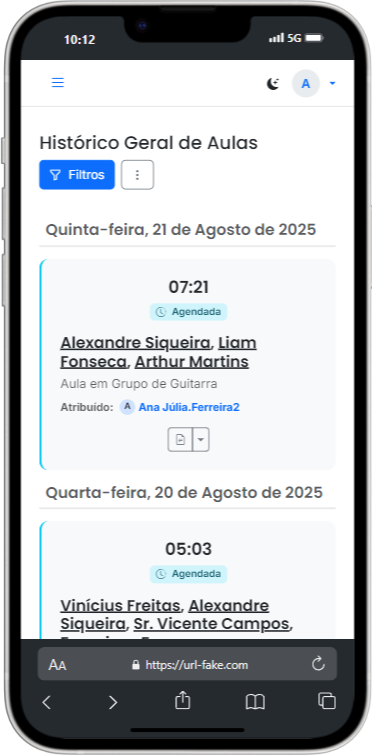 10:12
5G
A
Histórico Geral de Aulas
Filtros
Quinta-feira, 21 de Agosto de 2025
07:21
Agendada
Alexandre Siqueira, Liam
Fonseca, Arthur Martins
Aula em Grupo de Guitarra
Atribuído: A Ana Júlia.Ferreira2
Quarta-feira, 20 de Agosto de 2025
05:03
Agendada
Vinícius Freitas, Alexandre
Siqueira, Sr. Vicente Campos,
AA https://url-fake.com